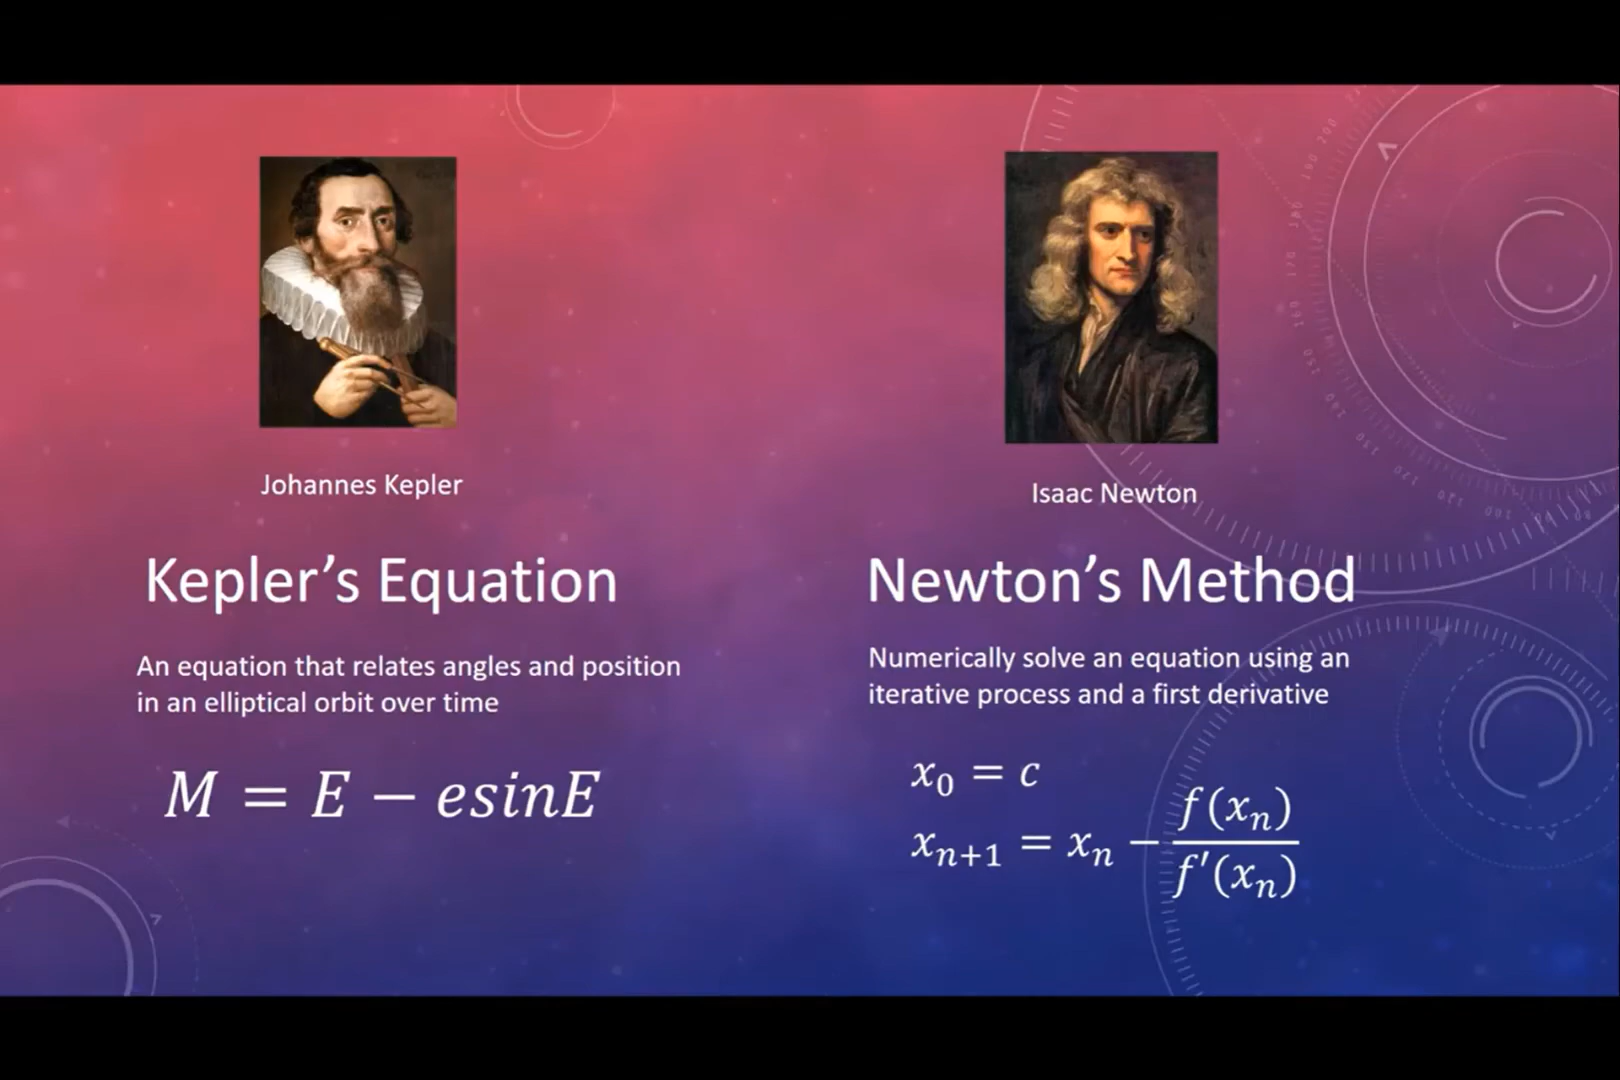 Johannes Kepler
Kepler's Equation
An equation that relates angles and position
in an elliptical orbit over time
M = E − esinE
Isaac Newton
Newton's Method
Numerically solve an equation using an
iterative process and a first derivative
x₀ = c
xₙ₊₁ = xₙ − f(xₙ) / f′(xₙ)